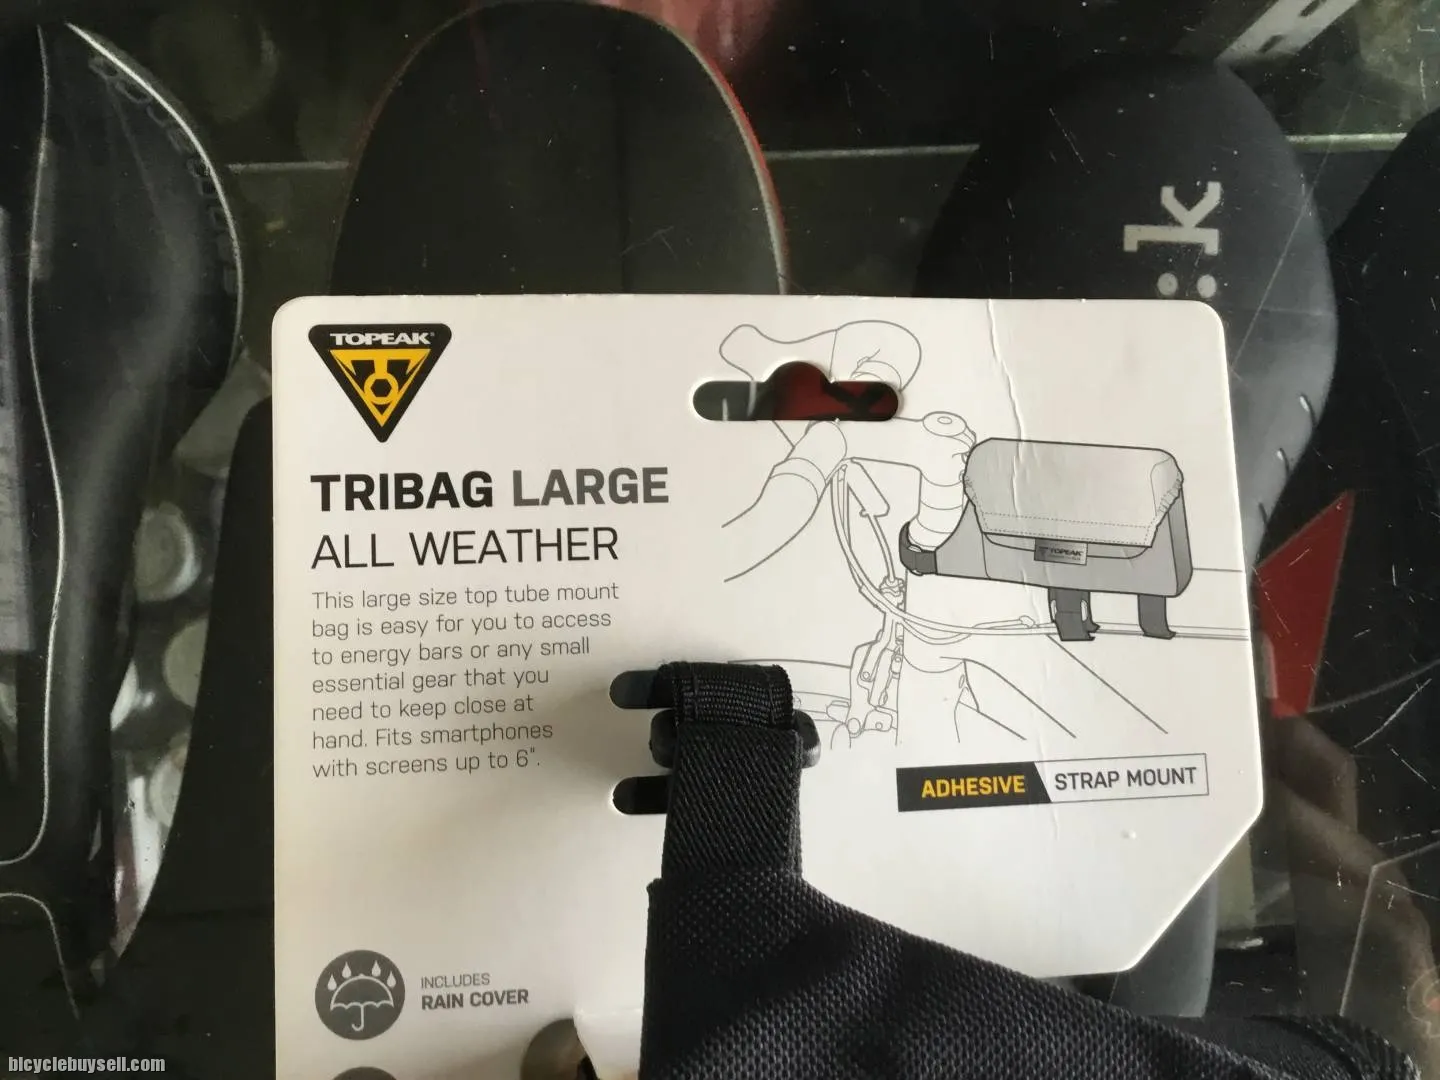 TOPEAK®
TRIBAG LARGE
ALL WEATHER
This large size top tube mount
bag is easy for you to access
to energy bars or any small
essential gear that you
need to keep close at
hand. Fits smartphones
with screens up to 6".
TOPEAK
ADHESIVE STRAP MOUNT
INCLUDES
RAIN COVER
:k
bicyclebuysell.com